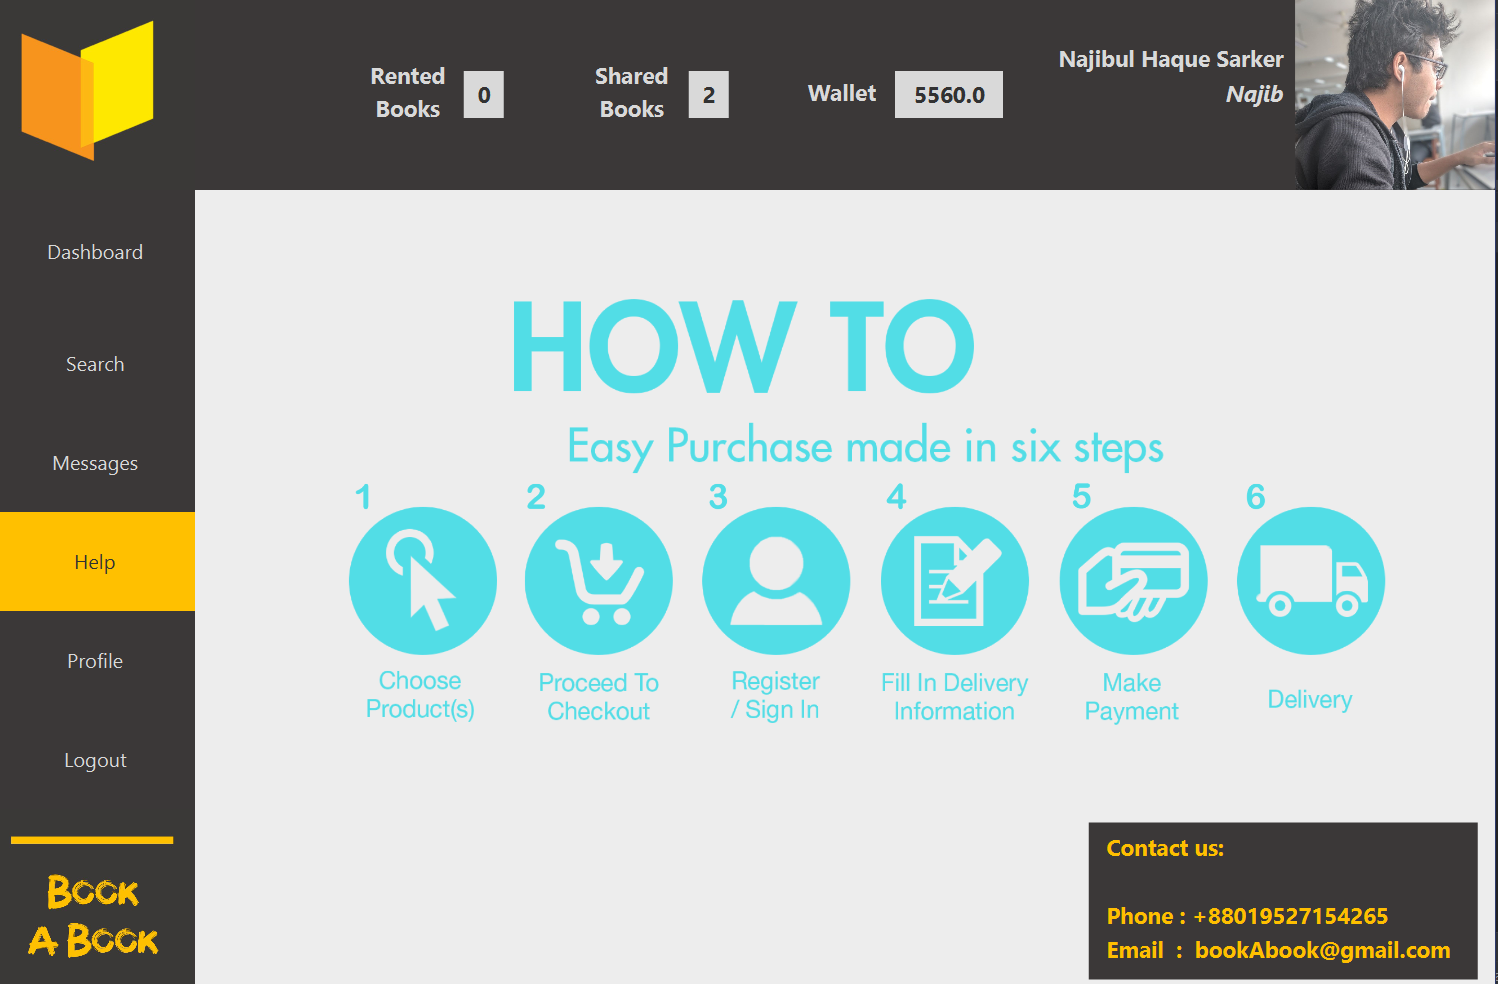 Rented
Books
0
Shared
Books
2
Wallet
5560.0
Najibul Haque Sarker
Najib
Dashboard
Search
Messages
Help
Profile
Logout
BOOK
A BOOK
HOW TO
Easy Purchase made in six steps
1
2
3
4
5
6
Choose
Product(s)
Proceed To
Checkout
Register
/ Sign In
Fill In Delivery
Information
Make
Payment
Delivery
Contact us:
Phone : +88019527154265
Email : bookAbook@gmail.com